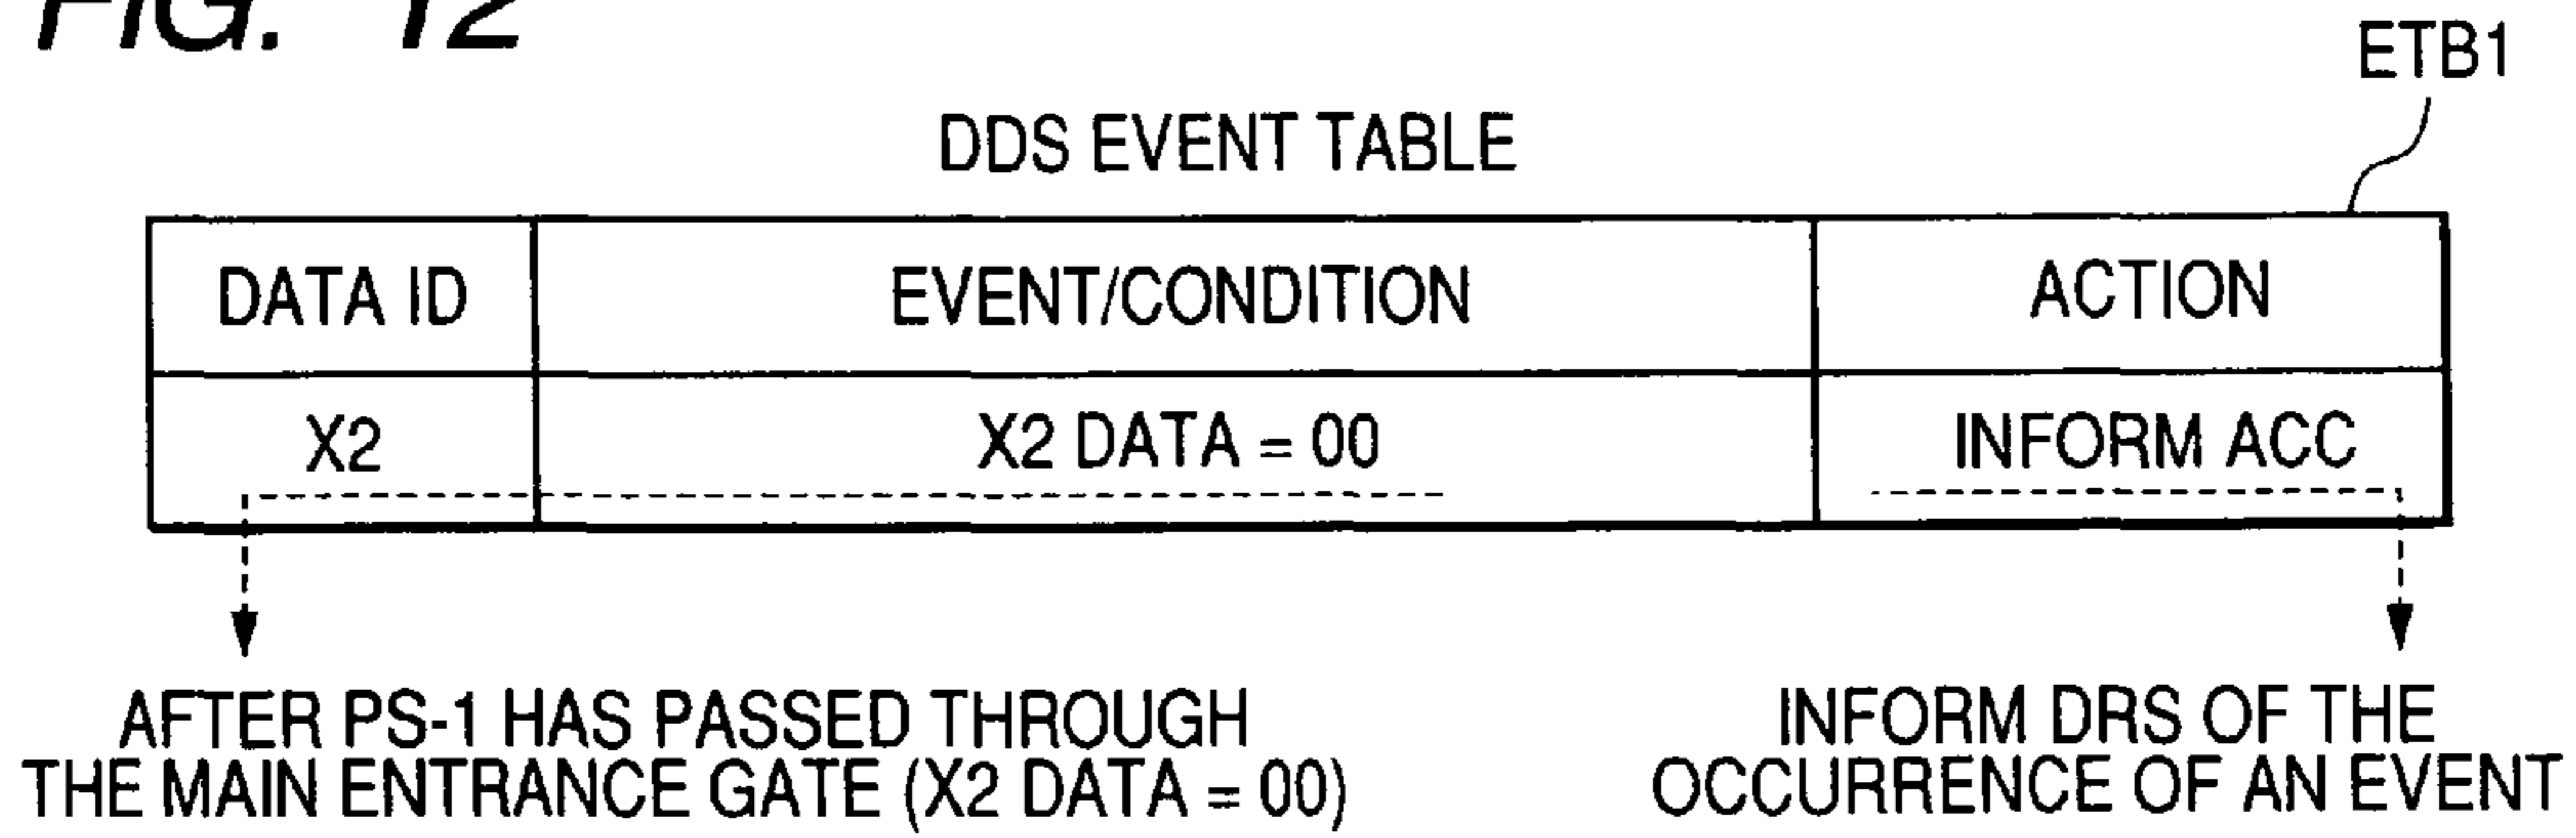 FIG. 12
ETB1
DDS EVENT TABLE
DATA ID EVENT/CONDITION ACTION
X2 X2 DATA = 00 INFORM ACC
AFTER PS-1 HAS PASSED THROUGH
THE MAIN ENTRANCE GATE (X2 DATA = 00)
INFORM DRS OF THE
OCCURRENCE OF AN EVENT